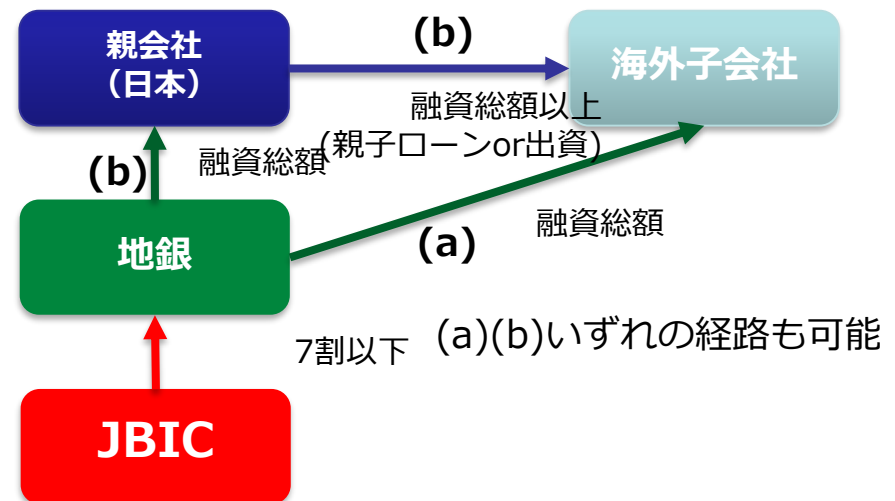 親会社
（日本）
(b)
海外子会社
融資総額以上
(親子ローンor出資)
(b)
融資総額
地銀
(a)
融資総額
7割以下
(a)(b)いずれの経路も可能
JBIC